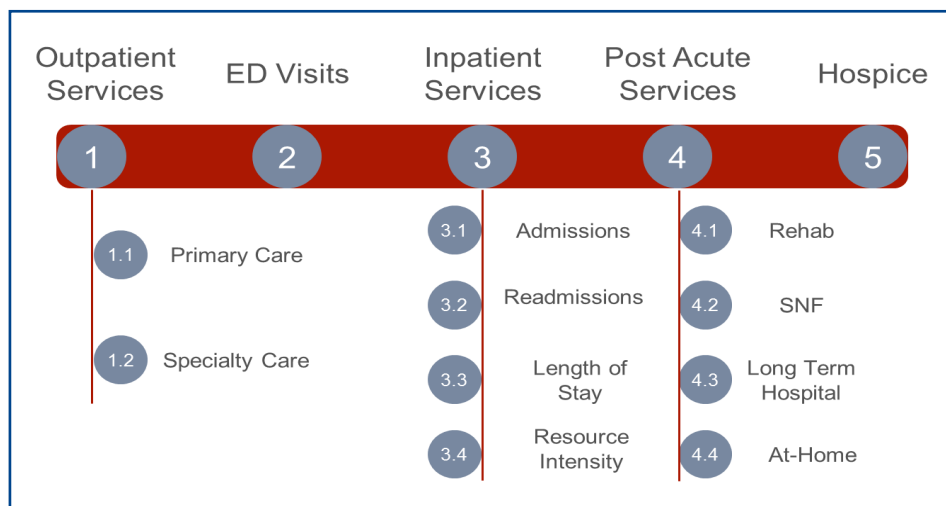 Outpatient
Services
ED Visits
Inpatient
Services
Post Acute
Services
Hospice
1
2
3
4
5
1.1
Primary Care
1.2
Specialty Care
3.1
Admissions
3.2
Readmissions
3.3
Length of
Stay
3.4
Resource
Intensity
4.1
Rehab
4.2
SNF
4.3
Long Term
Hospital
4.4
At-Home